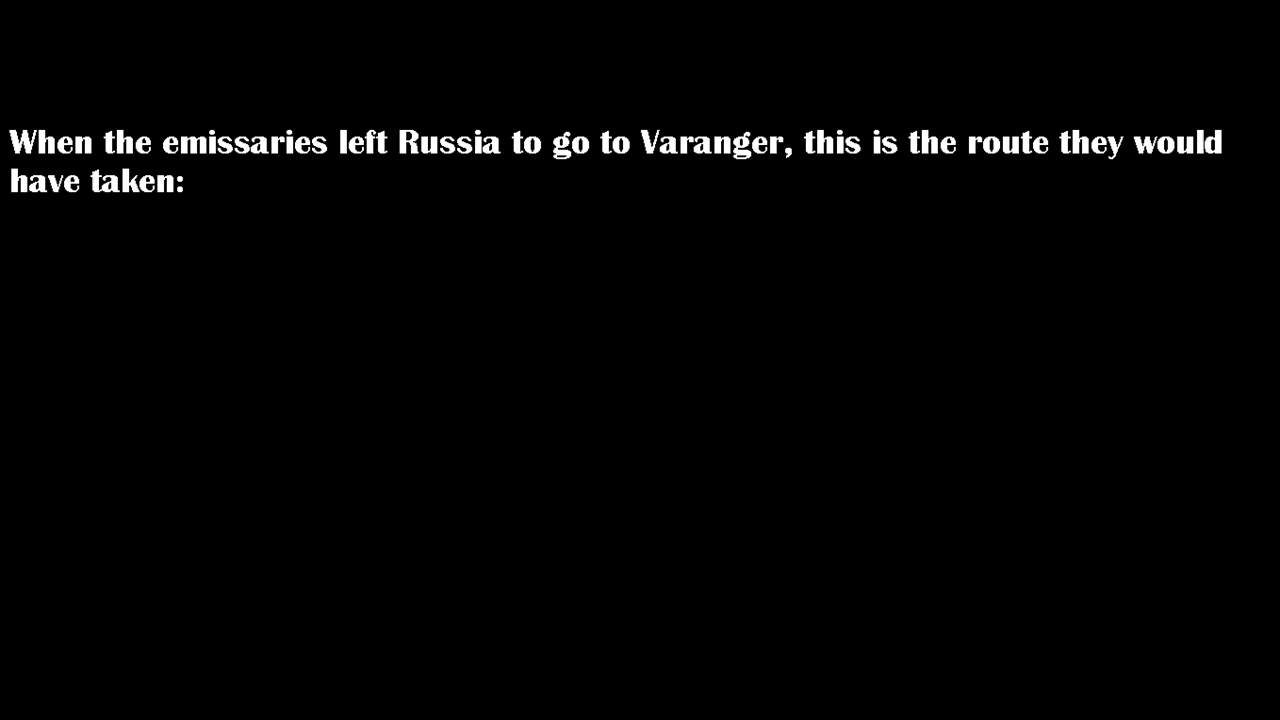 When the emissaries left Russia to go to Varanger, this is the route they would
have taken: